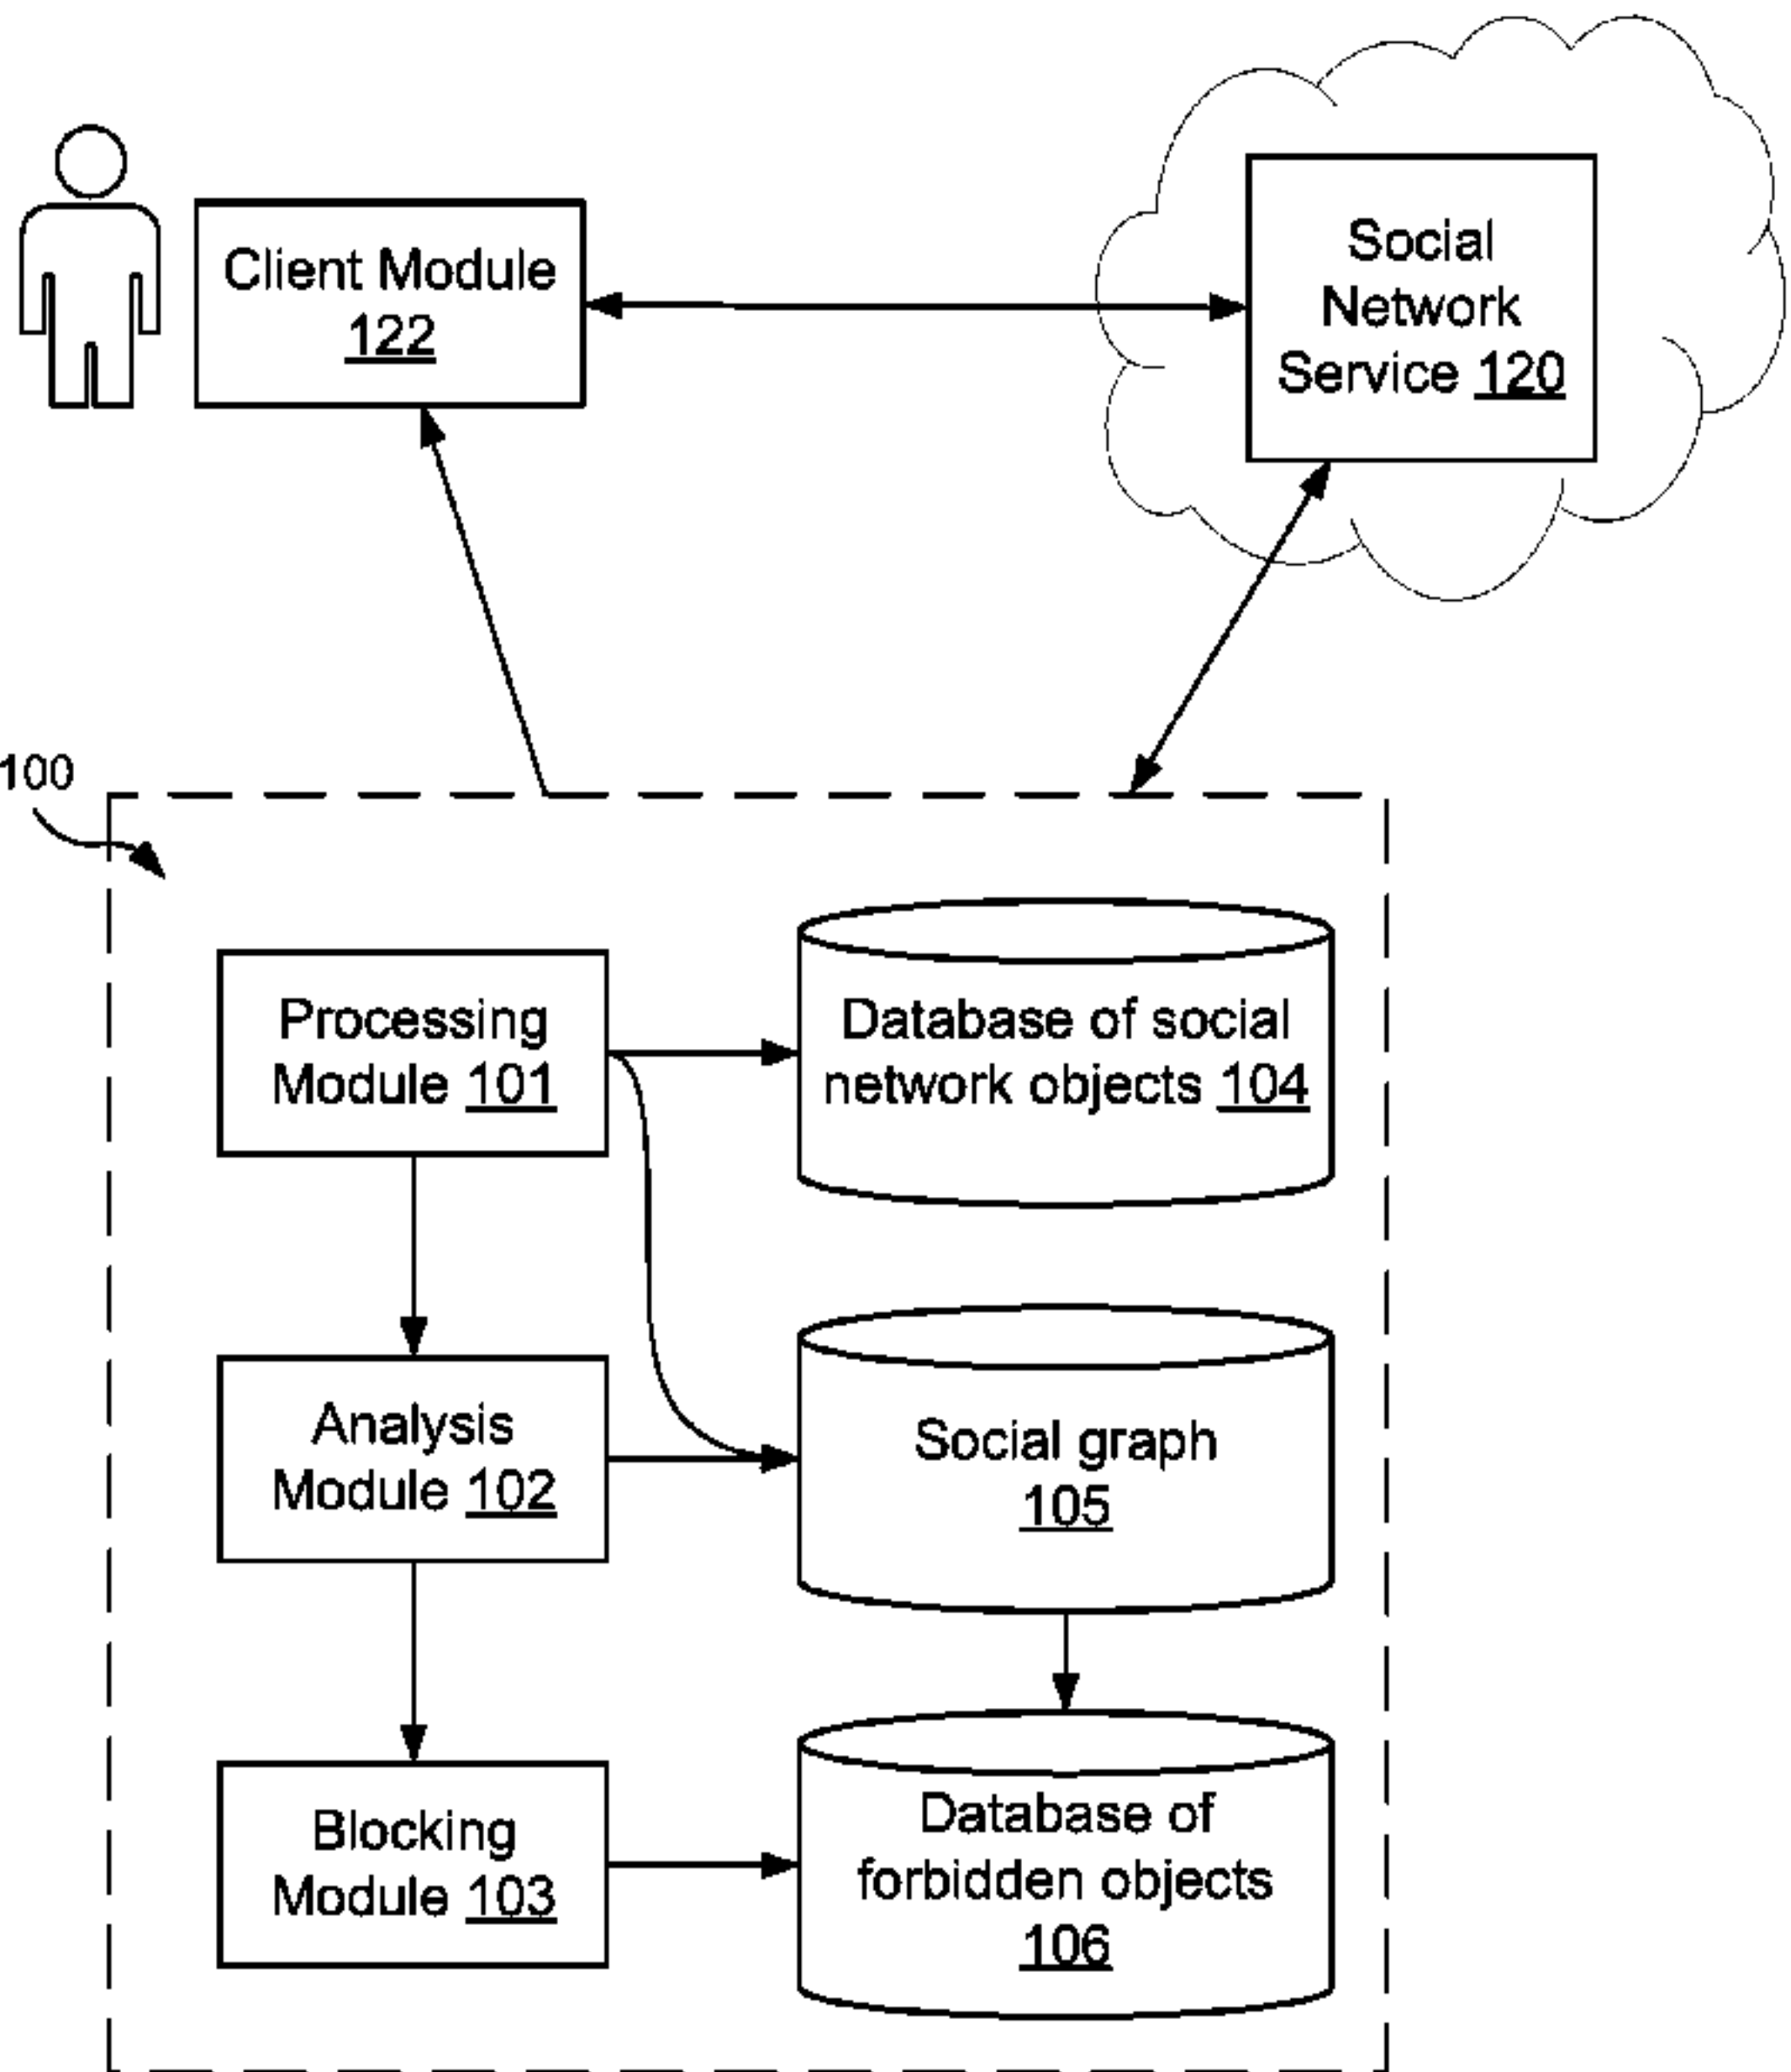 Client Module
122
Social
Network
Service 120
100
Processing
Module 101
Database of social
network objects 104
Analysis
Module 102
Social graph
105
Blocking
Module 103
Database of
forbidden objects
106